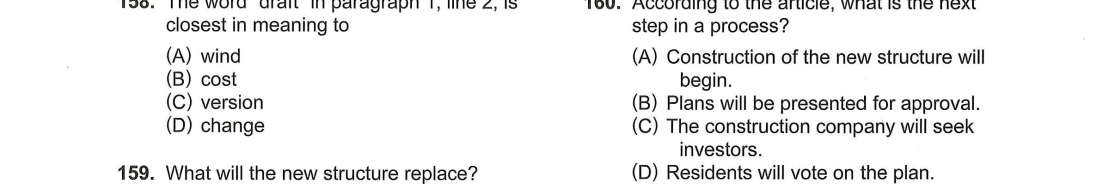 158. The word "draft" in paragraph 1, line 2, is
closest in meaning to
(A) wind
(B) cost
(C) version
(D) change
159. What will the new structure replace?
160. According to the article, what is the next
step in a process?
(A) Construction of the new structure will
begin.
(B) Plans will be presented for approval.
(C) The construction company will seek
investors.
(D) Residents will vote on the plan.